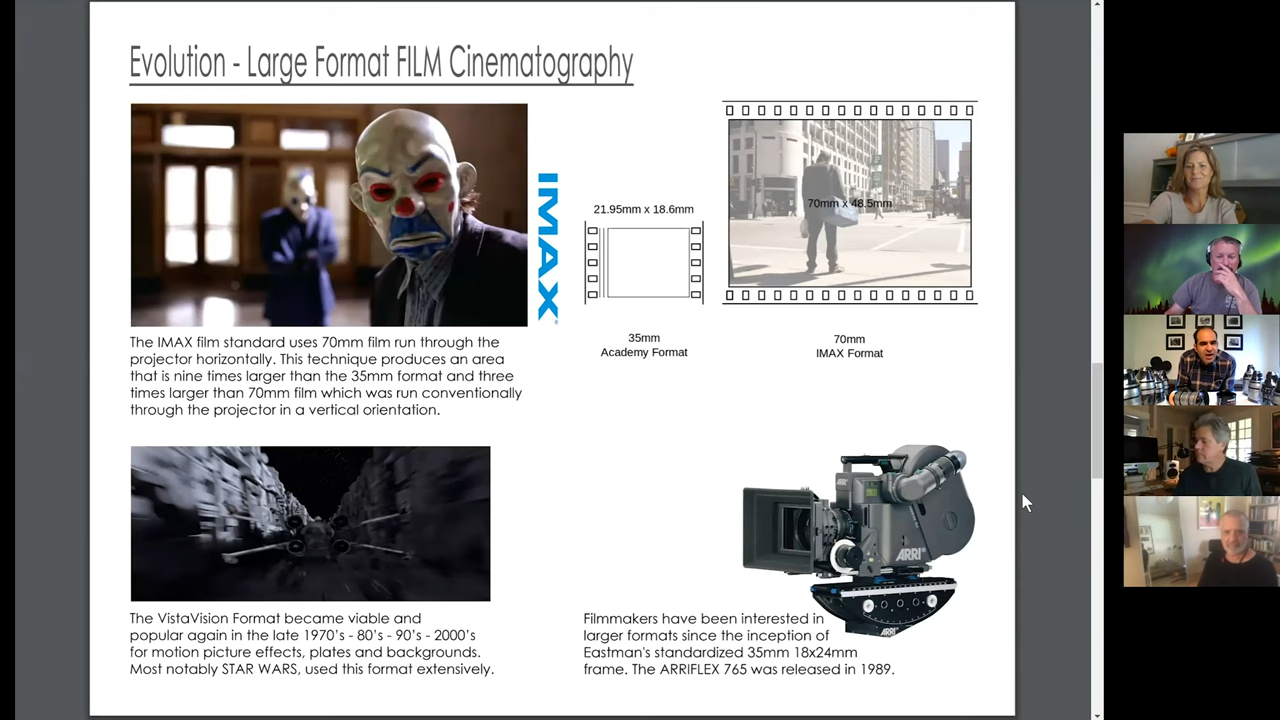 Evolution - Large Format FILM Cinematography
IMAX
21.95mm x 18.6mm
70mm x 48.5mm
35mm
Academy Format
70mm
IMAX Format
The IMAX film standard uses 70mm film run through the
projector horizontally. This technique produces an area
that is nine times larger than the 35mm format and three
times larger than 70mm film which was run conventionally
through the projector in a vertical orientation.
ARRI
ARRI
ARRI
The VistaVision Format became viable and
popular again in the late 1970's - 80's - 90's - 2000's
for motion picture effects, plates and backgrounds.
Most notably STAR WARS, used this format extensively.
Filmmakers have been interested in
larger formats since the inception of
Eastman's standardized 35mm 18x24mm
frame. The ARRIFLEX 765 was released in 1989.